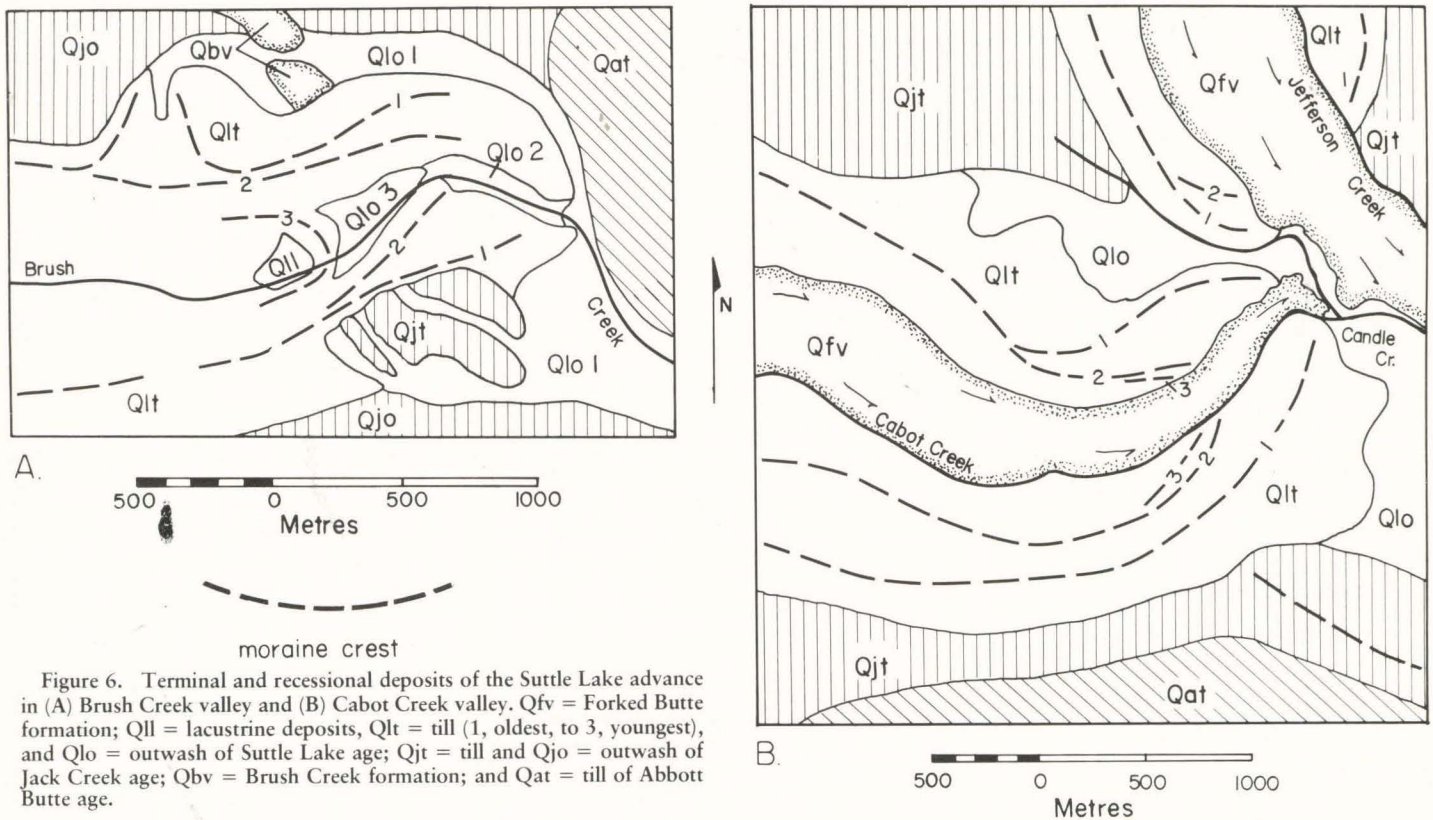 Qjo
Qbv
Qlo 1
Qat
Qlt
1
2
Qlo 2
3
Qlo 3
Qll
2
1
Brush
Creek
Qjt
Qlo 1
Qlt
Qjo
A.
500 0 500 1000
Metres
moraine crest
N
Figure 6. Terminal and recessional deposits of the Suttle Lake advance
in (A) Brush Creek valley and (B) Cabot Creek valley. Qfv = Forked Butte
formation; Qll = lacustrine deposits, Qlt = till (1, oldest, to 3, youngest),
and Qlo = outwash of Suttle Lake age; Qjt = till and Qjo = outwash of
Jack Creek age; Qbv = Brush Creek formation; and Qat = till of Abbott
Butte age.
Qlt
Qfv
1
Jefferson
Creek
Qjt
Qjt
2
1
Qlo
Qlt
1
2
3
Qfv
Candle
Cr.
Cabot Creek
3
2
1
Qlt
Qlo
Qjt
Qat
B.
500 0 500 1000
Metres